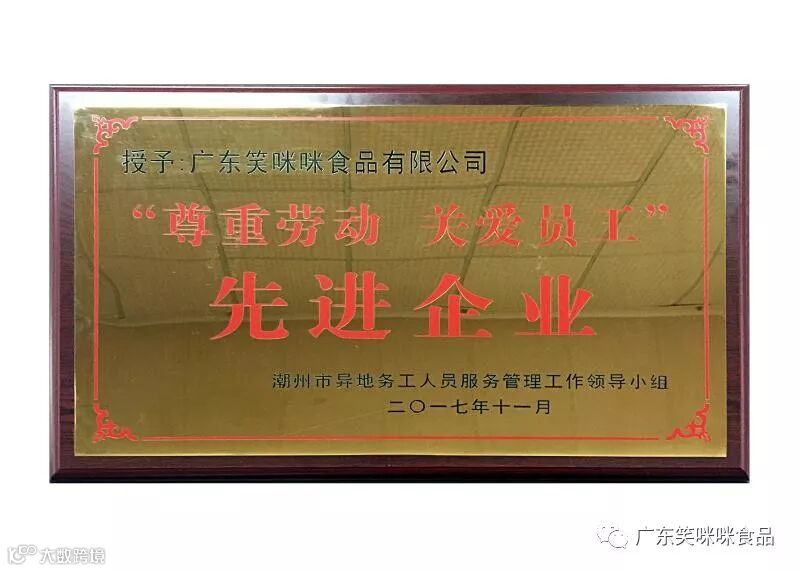 授予:广东笑咪咪食品有限公司
“尊重劳动 关爱员工”
先进企业
潮州市异地务工人员服务管理工作领导小组
二〇一七年十一月
广东笑咪咪食品
大数跨境